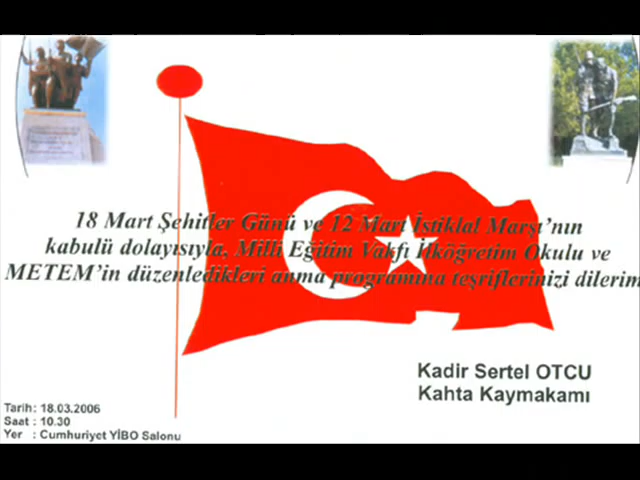 18 Mart Şehitler Günü ve 12 Mart İstiklal Marşı’nın
kabulü dolayısıyla, Milli Eğitim Vakfı İlköğretim Okulu ve
METEM’in düzenledikleri anma programına teşriflerinizi dilerim
Kadir Sertel OTCU
Kahta Kaymakamı
Tarih: 18.03.2006
Saat : 10.30
Yer : Cumhuriyet YİBO Salonu